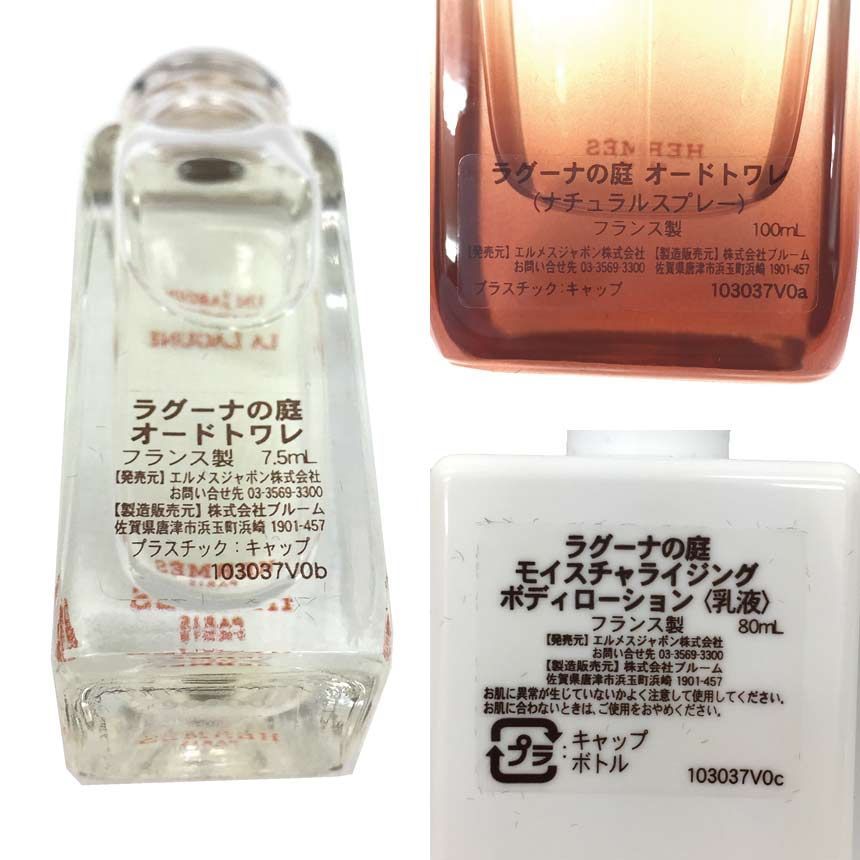 UN JARDIN
LA LAGUNE
ラグーナの庭
オードトワレ
フランス製 7.5mL
【発売元】エルメスジャポン株式会社
お問い合せ先 03-3569-3300
【製造販売元】株式会社ブルーム
佐賀県唐津市浜玉町浜崎 1901-457
プラスチック：キャップ
103037V0b
HERMES
PARIS
HERMES
ラグーナの庭 オードトワレ
（ナチュラルスプレー）
フランス製 100mL
【発売元】エルメスジャポン株式会社 【製造販売元】株式会社ブルーム
お問い合せ先 03-3569-3300 佐賀県唐津市浜玉町浜崎 1901-457
プラスチック：キャップ 103037V0a
ラグーナの庭
モイスチャライジング
ボディローション〈乳液〉
フランス製 80mL
【発売元】エルメスジャポン株式会社
お問い合せ先 03-3569-3300
【製造販売元】株式会社ブルーム
佐賀県唐津市浜玉町浜崎 1901-457
お肌に異常が生じていないかよく注意して使用してください。
お肌に合わないときは、ご使用をおやめください。
プラ ：キャップ
ボトル
103037V0c